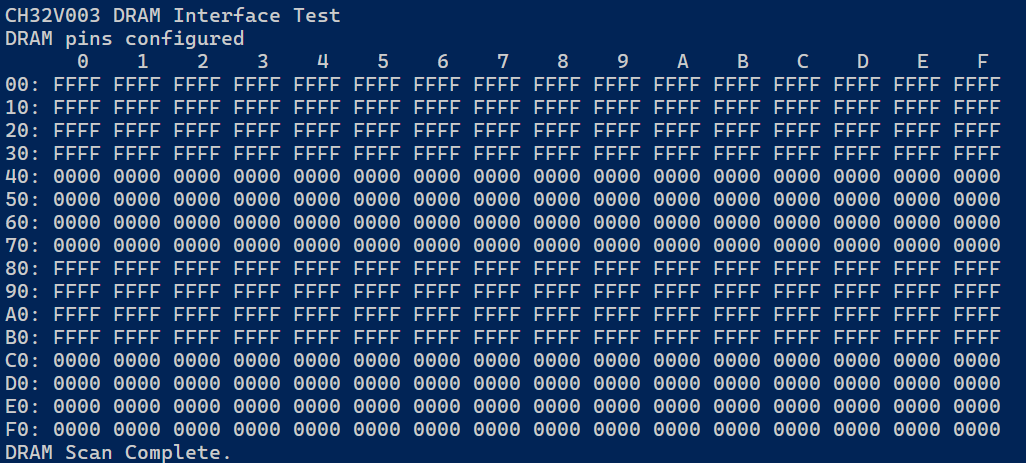 CH32V003 DRAM Interface Test
DRAM pins configured
0 1 2 3 4 5 6 7 8 9 A B C D E F
00: FFFF FFFF FFFF FFFF FFFF FFFF FFFF FFFF FFFF FFFF FFFF FFFF FFFF FFFF FFFF FFFF
10: FFFF FFFF FFFF FFFF FFFF FFFF FFFF FFFF FFFF FFFF FFFF FFFF FFFF FFFF FFFF FFFF
20: FFFF FFFF FFFF FFFF FFFF FFFF FFFF FFFF FFFF FFFF FFFF FFFF FFFF FFFF FFFF FFFF
30: FFFF FFFF FFFF FFFF FFFF FFFF FFFF FFFF FFFF FFFF FFFF FFFF FFFF FFFF FFFF FFFF
40: 0000 0000 0000 0000 0000 0000 0000 0000 0000 0000 0000 0000 0000 0000 0000 0000
50: 0000 0000 0000 0000 0000 0000 0000 0000 0000 0000 0000 0000 0000 0000 0000 0000
60: 0000 0000 0000 0000 0000 0000 0000 0000 0000 0000 0000 0000 0000 0000 0000 0000
70: 0000 0000 0000 0000 0000 0000 0000 0000 0000 0000 0000 0000 0000 0000 0000 0000
80: FFFF FFFF FFFF FFFF FFFF FFFF FFFF FFFF FFFF FFFF FFFF FFFF FFFF FFFF FFFF FFFF
90: FFFF FFFF FFFF FFFF FFFF FFFF FFFF FFFF FFFF FFFF FFFF FFFF FFFF FFFF FFFF FFFF
A0: FFFF FFFF FFFF FFFF FFFF FFFF FFFF FFFF FFFF FFFF FFFF FFFF FFFF FFFF FFFF FFFF
B0: FFFF FFFF FFFF FFFF FFFF FFFF FFFF FFFF FFFF FFFF FFFF FFFF FFFF FFFF FFFF FFFF
C0: 0000 0000 0000 0000 0000 0000 0000 0000 0000 0000 0000 0000 0000 0000 0000 0000
D0: 0000 0000 0000 0000 0000 0000 0000 0000 0000 0000 0000 0000 0000 0000 0000 0000
E0: 0000 0000 0000 0000 0000 0000 0000 0000 0000 0000 0000 0000 0000 0000 0000 0000
F0: 0000 0000 0000 0000 0000 0000 0000 0000 0000 0000 0000 0000 0000 0000 0000 0000
DRAM Scan Complete.